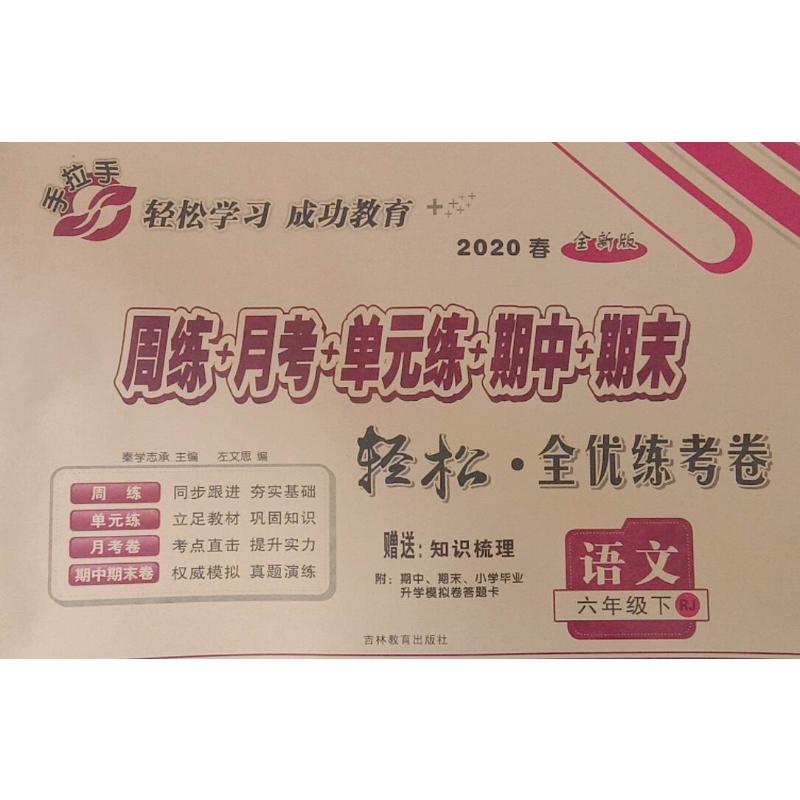 手拉手
轻松学习 成功教育
2020 春 全新版
周练+月考+单元练+期中+期末
轻松·全优练考卷
秦学志承 主编 左文思 编
周 练 同步跟进 夯实基础
单元练 立足教材 巩固知识
月考卷 考点直击 提升实力
期中期末卷 权威模拟 真题演练
赠送：知识梳理
附：期中、期末、小学毕业
升学模拟卷答题卡
语文
六年级下 RJ
吉林教育出版社